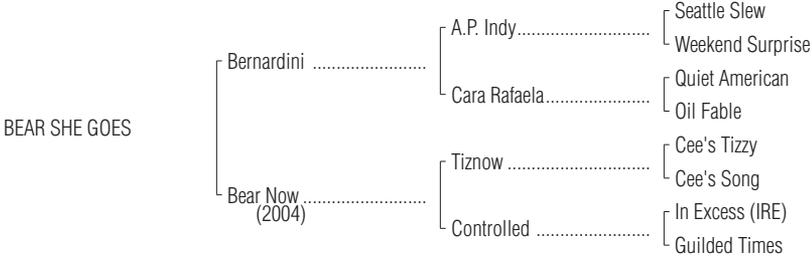 Seattle Slew
A.P. Indy............................
Weekend Surprise
Bernardini ........................
Quiet American
Cara Rafaela......................
Oil Fable
BEAR SHE GOES
Cee's Tizzy
Tiznow ..............................
Cee's Song
Bear Now..........................
(2004)
In Excess (IRE)
Controlled ........................
Guilded Times